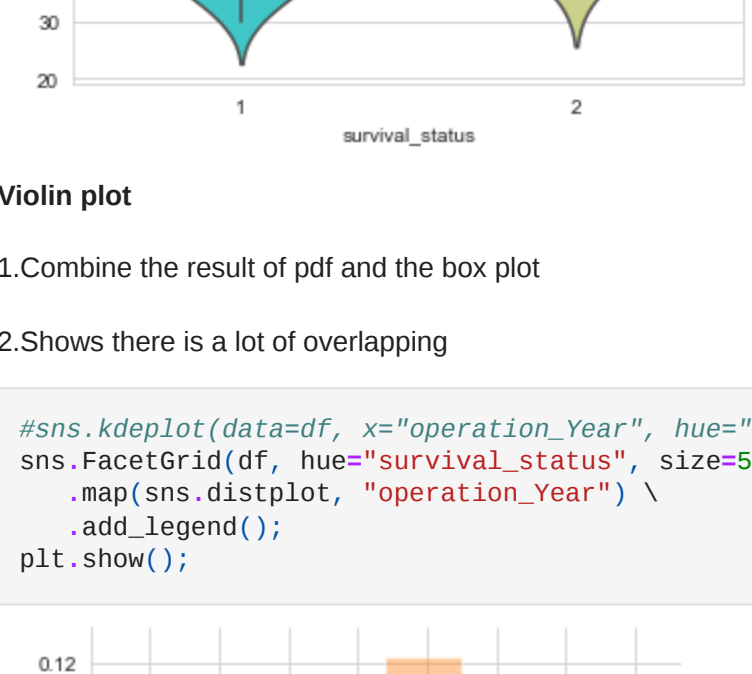 30
20
1 2
survival_status
Violin plot
1.Combine the result of pdf and the box plot
2.Shows there is a lot of overlapping
#sns.kdeplot(data=df, x="operation_Year", hue="
sns.FacetGrid(df, hue="survival_status", size=5
.map(sns.distplot, "operation_Year") \
.add_legend();
plt.show();
0.12